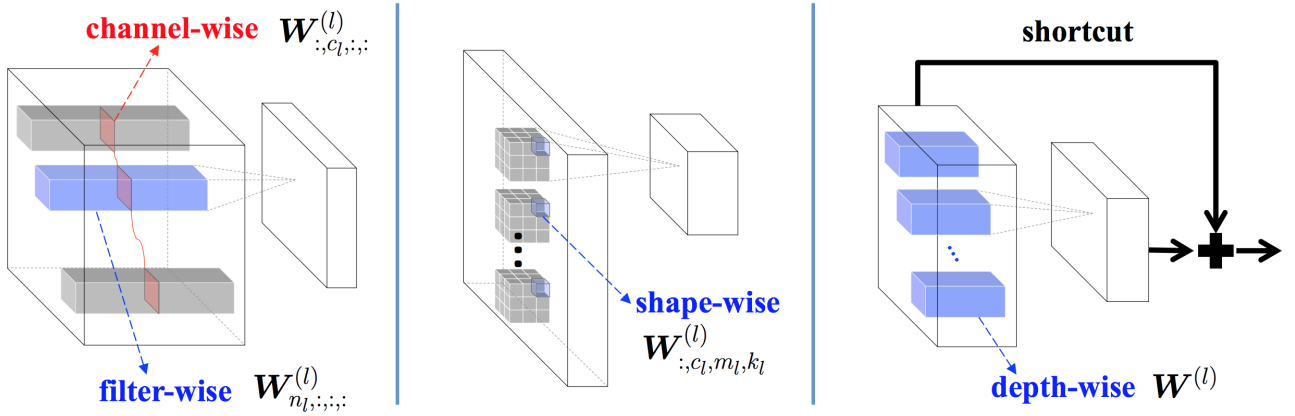 channel-wise W^{(l)}_{:,c_l,:,:}
filter-wise W^{(l)}_{n_l,:,:,:}
shape-wise
W^{(l)}_{:,c_l,m_l,k_l}
shortcut
depth-wise W^{(l)}